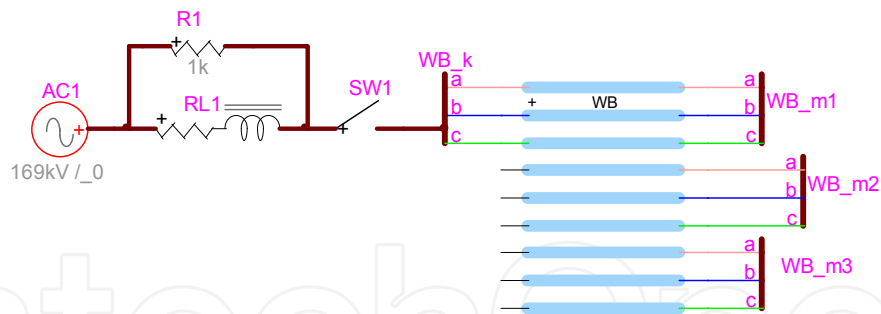 R1
+
1k
AC1
+
169kV /_0
RL1
+
SW1
+
WB_k
a
b
c
+
WB
a
b
c
WB_m1
a
b
c
WB_m2
a
b
c
WB_m3